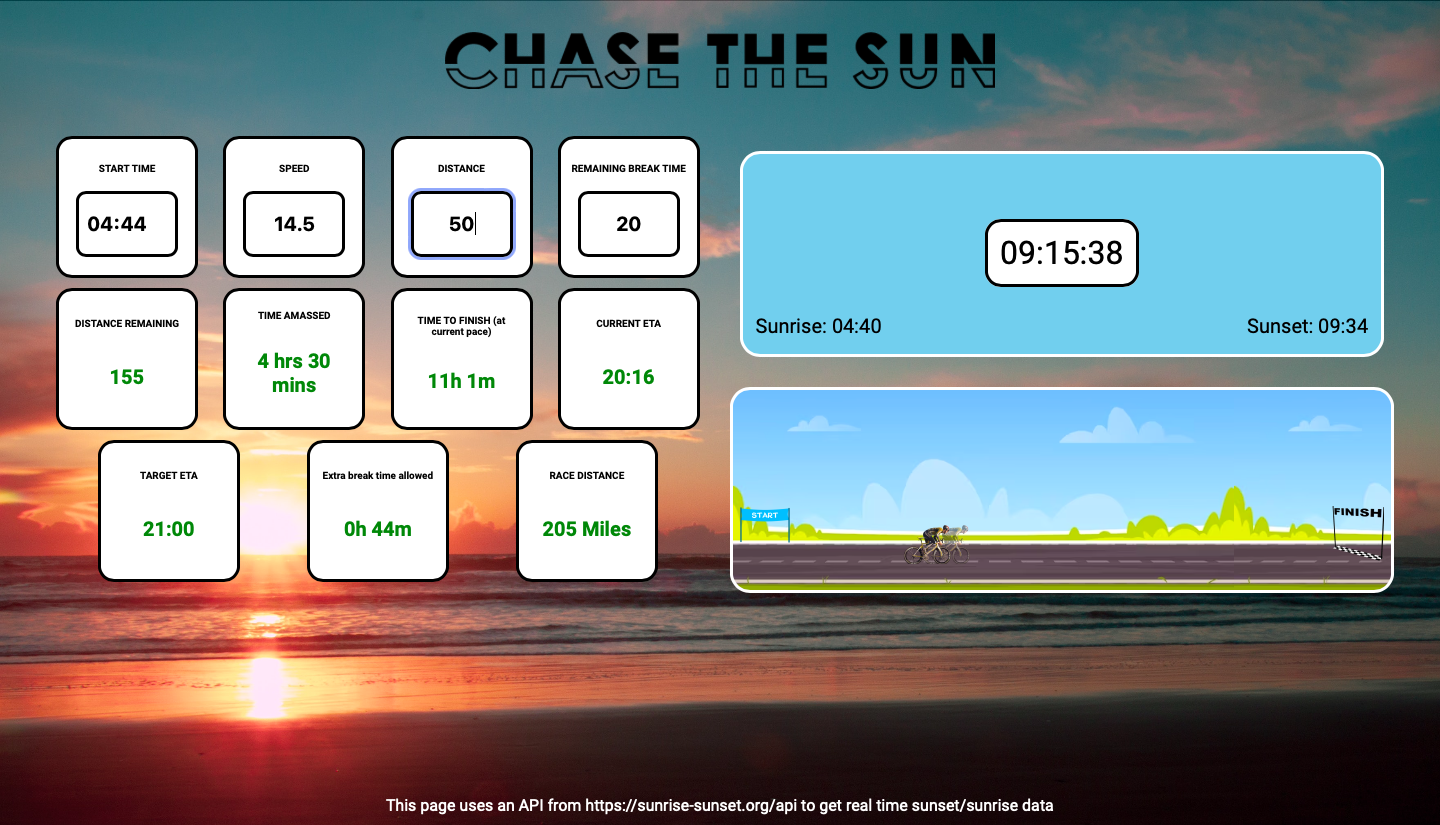 CHASE THE SUN
START TIME
04:44
SPEED
14.5
DISTANCE
50
REMAINING BREAK TIME
20
DISTANCE REMAINING
155
TIME AMASSED
4 hrs 30
mins
TIME TO FINISH (at
current pace)
11h 1m
CURRENT ETA
20:16
TARGET ETA
21:00
Extra break time allowed
0h 44m
RACE DISTANCE
205 Miles
09:15:38
Sunrise: 04:40
Sunset: 09:34
START
FINISH
This page uses an API from https://sunrise-sunset.org/api to get real time sunset/sunrise data